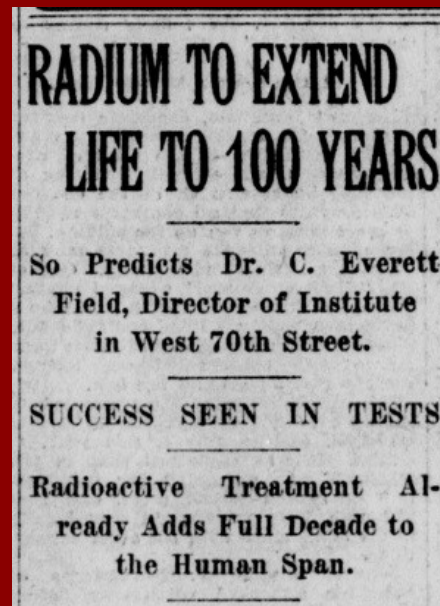 RADIUM TO EXTEND
LIFE TO 100 YEARS
So Predicts Dr. C. Everett
Field, Director of Institute
in West 70th Street.
SUCCESS SEEN IN TESTS
Radioactive Treatment Al-
ready Adds Full Decade to
the Human Span.